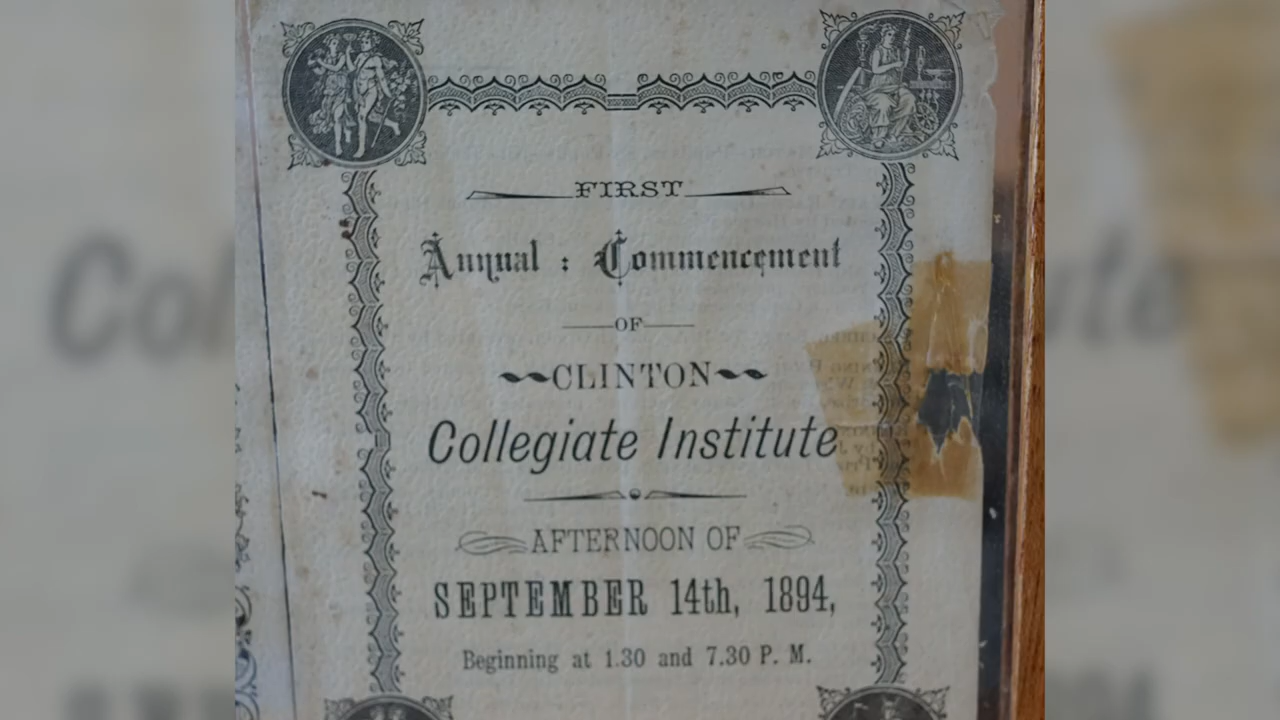 FIRST
Annual : Commencement
OF
CLINTON
Collegiate Institute
AFTERNOON OF
SEPTEMBER 14th, 1894,
Beginning at 1.30 and 7.30 P. M.